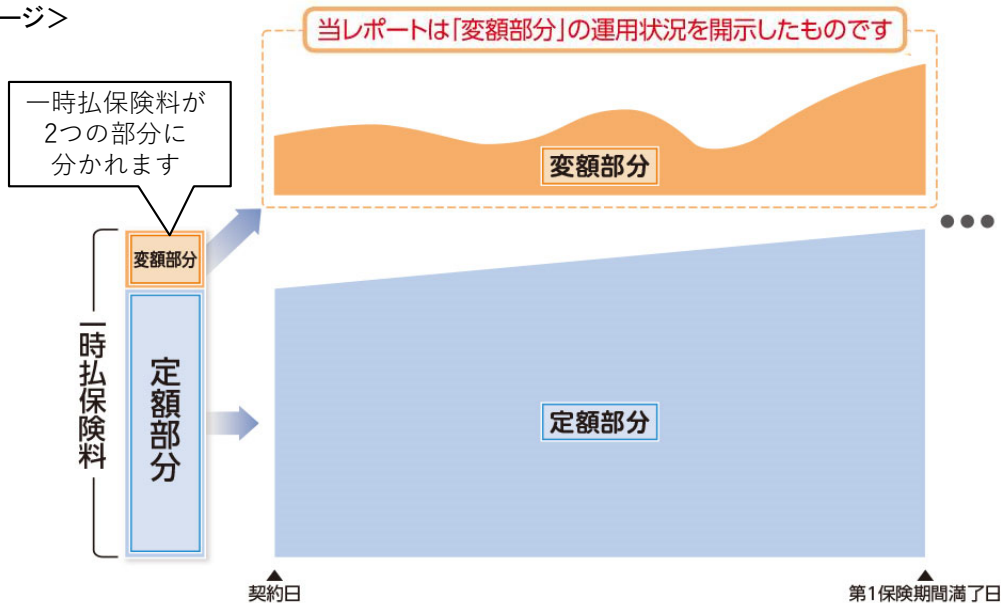 ージ>
当レポートは「変額部分」の運用状況を開示したものです
一時払保険料が
2つの部分に
分かれます
変額部分
変額部分
一時払保険料
定額部分
定額部分
●●●
契約日
第1保険期間満了日